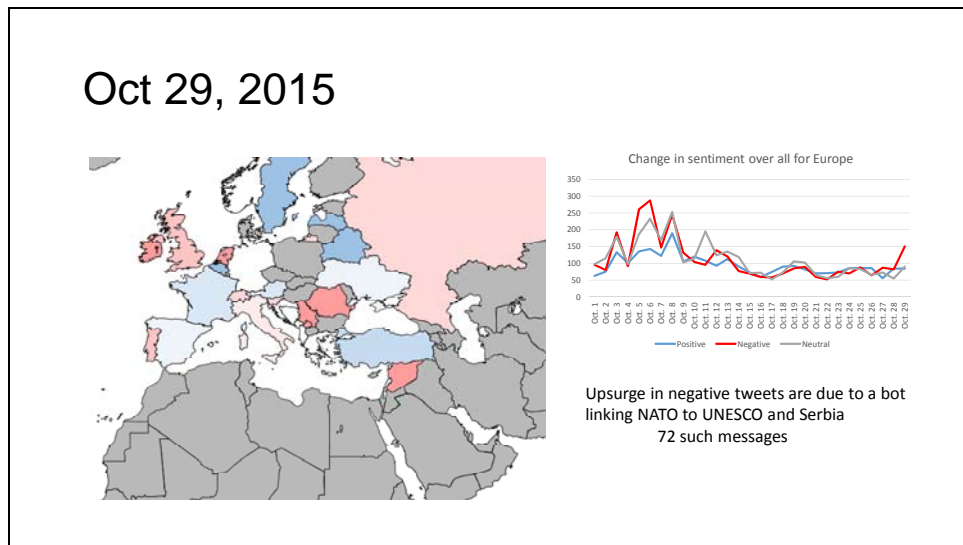 Oct 29, 2015
Change in sentiment over all for Europe
350
300
250
200
150
100
50
0
Oct. 1
Oct. 2
Oct. 3
Oct. 4
Oct. 5
Oct. 6
Oct. 7
Oct. 8
Oct. 9
Oct. 10
Oct. 11
Oct. 12
Oct. 13
Oct. 14
Oct. 15
Oct. 16
Oct. 17
Oct. 18
Oct. 19
Oct. 20
Oct. 21
Oct. 22
Oct. 23
Oct. 24
Oct. 25
Oct. 26
Oct. 27
Oct. 28
Oct. 29
Positive Negative Neutral
Upsurge in negative tweets are due to a bot
linking NATO to UNESCO and Serbia
72 such messages